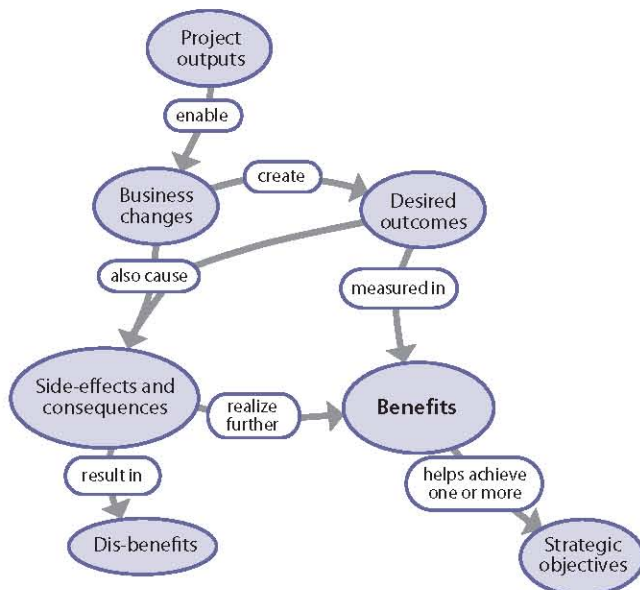 Project
outputs
enable
Business
changes
create
Desired
outcomes
also cause
measured in
Side-effects and
consequences
realize
further
Benefits
result in
helps achieve
one or more
Dis-benefits
Strategic
objectives